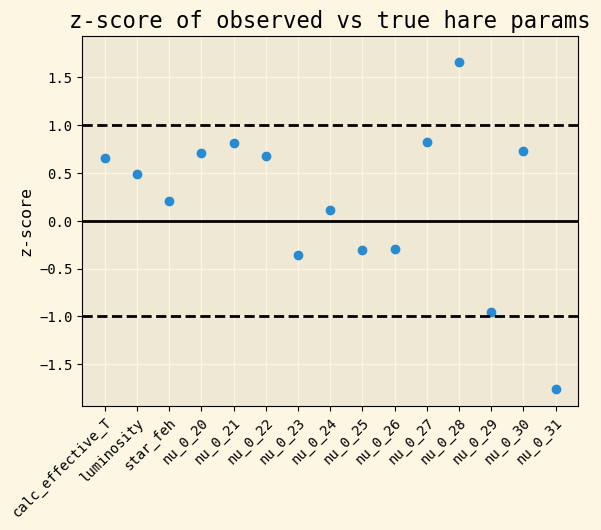 z-score of observed vs true hare params
z-score
1.5
1.0
0.5
0.0
−0.5
−1.0
−1.5
calc_effective_T
luminosity
star_feh
nu_0_20
nu_0_21
nu_0_22
nu_0_23
nu_0_24
nu_0_25
nu_0_26
nu_0_27
nu_0_28
nu_0_29
nu_0_30
nu_0_31